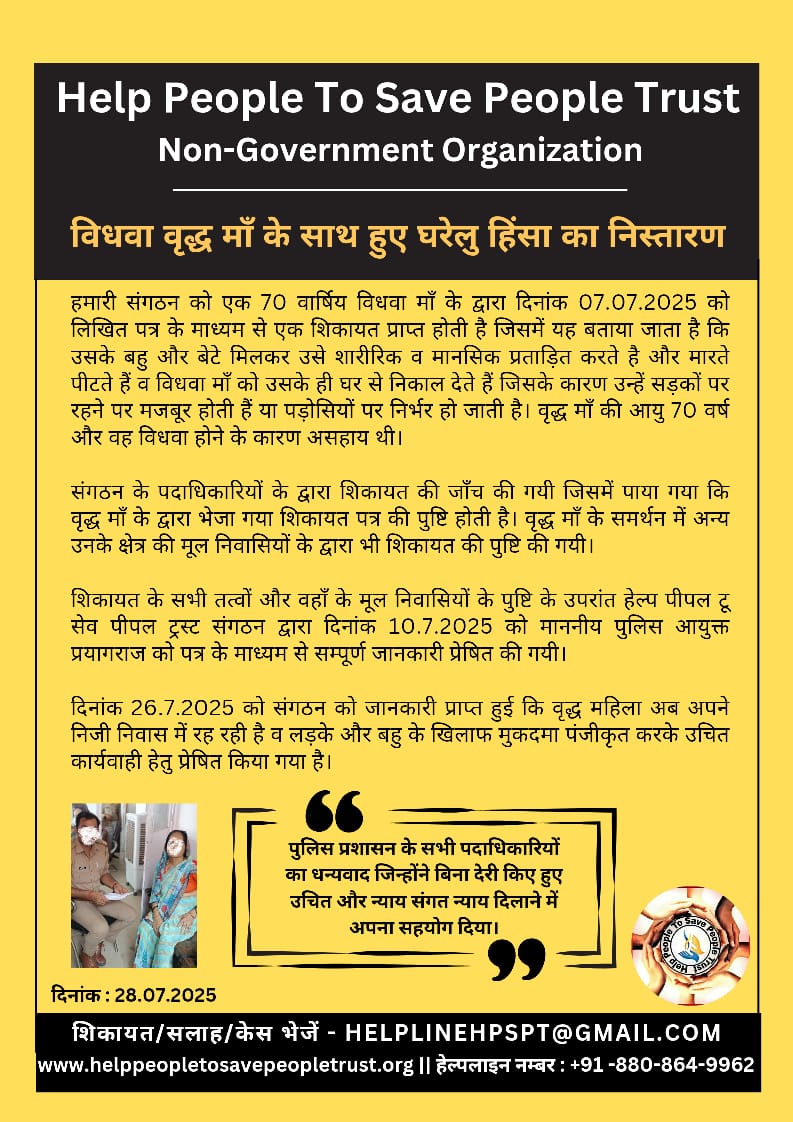 Help People To Save People Trust
Non-Government Organization
विधवा वृद्ध माँ के साथ हुए घरेलु हिंसा का निस्तारण
हमारी संगठन को एक 70 वार्षिय विधवा माँ के द्वारा दिनांक 07.07.2025 को
लिखित पत्र के माध्यम से एक शिकायत प्राप्त होती है जिसमें यह बताया जाता है कि
उसके बहु और बेटे मिलकर उसे शारीरिक व मानसिक प्रताड़ित करते है और मारते
पीटते हैं व विधवा माँ को उसके ही घर से निकाल देते हैं जिसके कारण उन्हें सड़कों पर
रहने पर मजबूर होती हैं या पड़ोसियों पर निर्भर हो जाती है। वृद्ध माँ की आयु 70 वर्ष
और वह विधवा होने के कारण असहाय थी।
संगठन के पदाधिकारियों के द्वारा शिकायत की जाँच की गयी जिसमें पाया गया कि
वृद्ध माँ के द्वारा भेजा गया शिकायत पत्र की पुष्टि होती है। वृद्ध माँ के समर्थन में अन्य
उनके क्षेत्र की मूल निवासियों के द्वारा भी शिकायत की पुष्टि की गयी।
शिकायत के सभी तत्वों और वहाँ के मूल निवासियों के पुष्टि के उपरांत हेल्प पीपल टू
सेव पीपल ट्रस्ट संगठन द्वारा दिनांक 10.7.2025 को माननीय पुलिस आयुक्त
प्रयागराज को पत्र के माध्यम से सम्पूर्ण जानकारी प्रेषित की गयी।
दिनांक 26.7.2025 को संगठन को जानकारी प्राप्त हुई कि वृद्ध महिला अब अपने
निजी निवास में रह रही है व लड़के और बहु के खिलाफ मुकदमा पंजीकृत करके उचित
कार्यवाही हेतु प्रेषित किया गया है।
पुलिस प्रशासन के सभी पदाधिकारियों
का धन्यवाद जिन्होंने बिना देरी किए हुए
उचित और न्याय संगत न्याय दिलाने में
अपना सहयोग दिया।
Help People To Save People Trust
दिनांक : 28.07.2025
शिकायत/सलाह/केस भेजें - HELPLINEHPSPT@GMAIL.COM
www.helppeopletosavepeopletrust.org || हेल्पलाइन नम्बर : +91 -880-864-9962